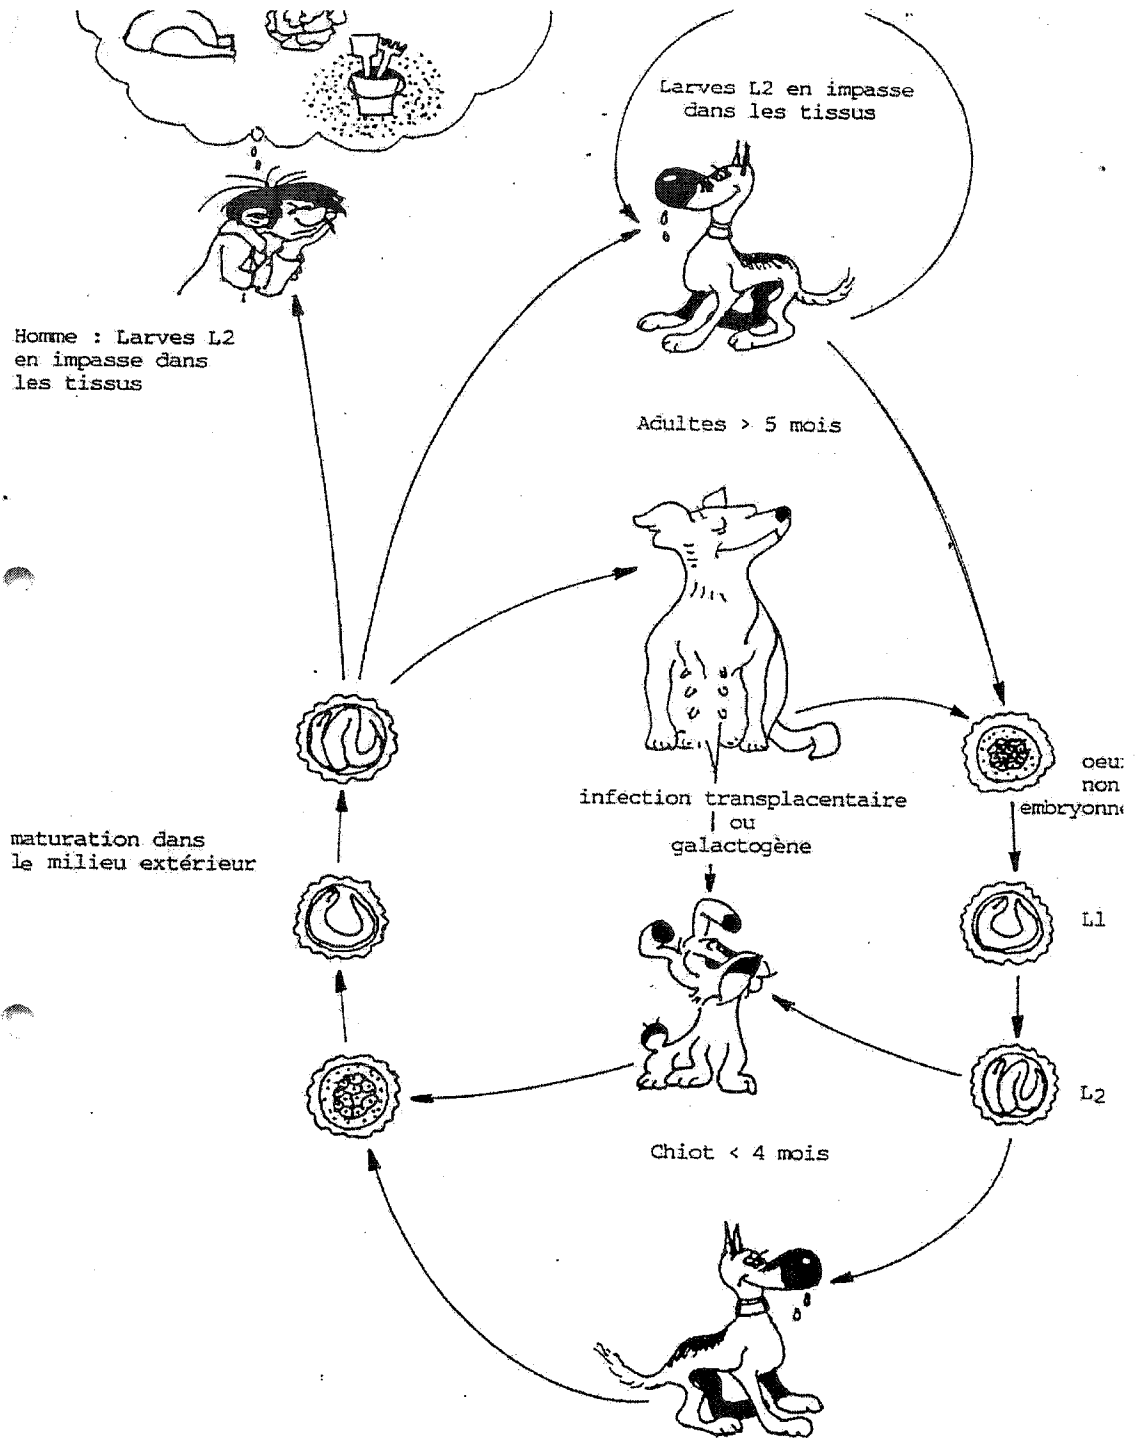 Larves L2 en impasse
dans les tissus
Homme : Larves L2
en impasse dans
les tissus
Adultes > 5 mois
infection transplacentaire
ou
galactogène
non
maturation dans
le milieu extérieur
L1
L2
Chiot < 4 mois